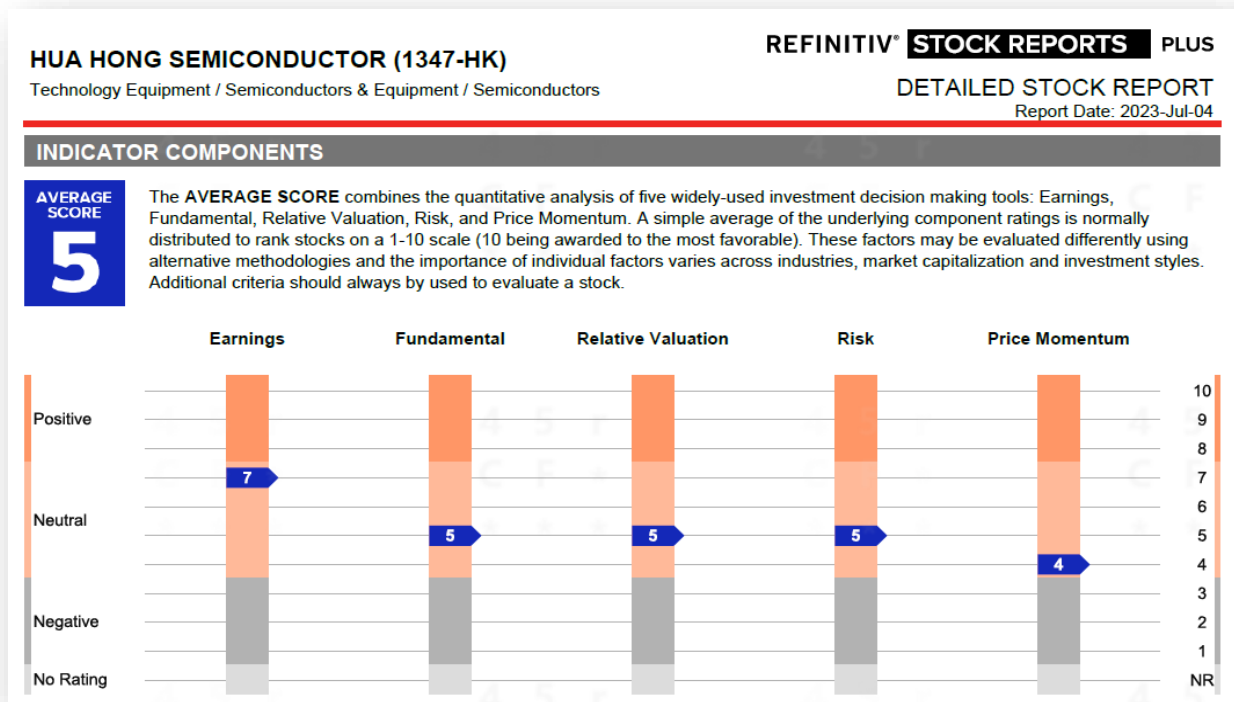 HUA HONG SEMICONDUCTOR (1347-HK)
REFINITIV® STOCK REPORTS PLUS
Technology Equipment / Semiconductors & Equipment / Semiconductors
DETAILED STOCK REPORT
Report Date: 2023-Jul-04
INDICATOR COMPONENTS
AVERAGE
SCORE
5
The AVERAGE SCORE combines the quantitative analysis of five widely-used investment decision making tools: Earnings,
Fundamental, Relative Valuation, Risk, and Price Momentum. A simple average of the underlying component ratings is normally
distributed to rank stocks on a 1-10 scale (10 being awarded to the most favorable). These factors may be evaluated differently using
alternative methodologies and the importance of individual factors varies across industries, market capitalization and investment styles.
Additional criteria should always by used to evaluate a stock.
Earnings Fundamental Relative Valuation Risk Price Momentum
10
Positive 9
8
7 7
Neutral 6
5 5 5 5
4 4
3
Negative 2
1
No Rating NR